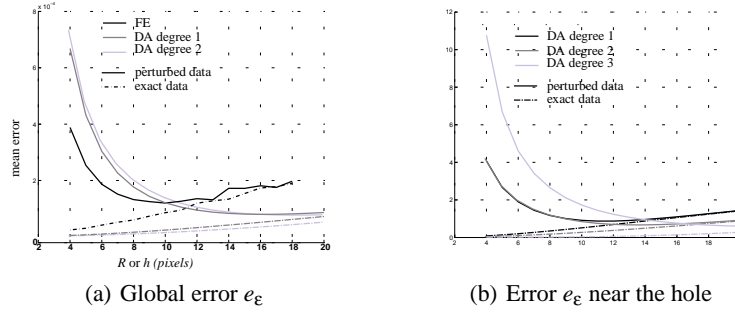 8 x 10⁻⁴
FE
DA degree 1
DA degree 2
perturbed data
exact data
6
4
2
0
mean error
2 4 6 8 10 12 14 16 18 20
R or h (pixels)
(a) Global error eε
12
DA degree 1
DA degree 2
DA degree 3
perturbed data
exact data
10
8
6
4
2
0
2 4 6 8 10 12 14 16 18
(b) Error eε near the hole